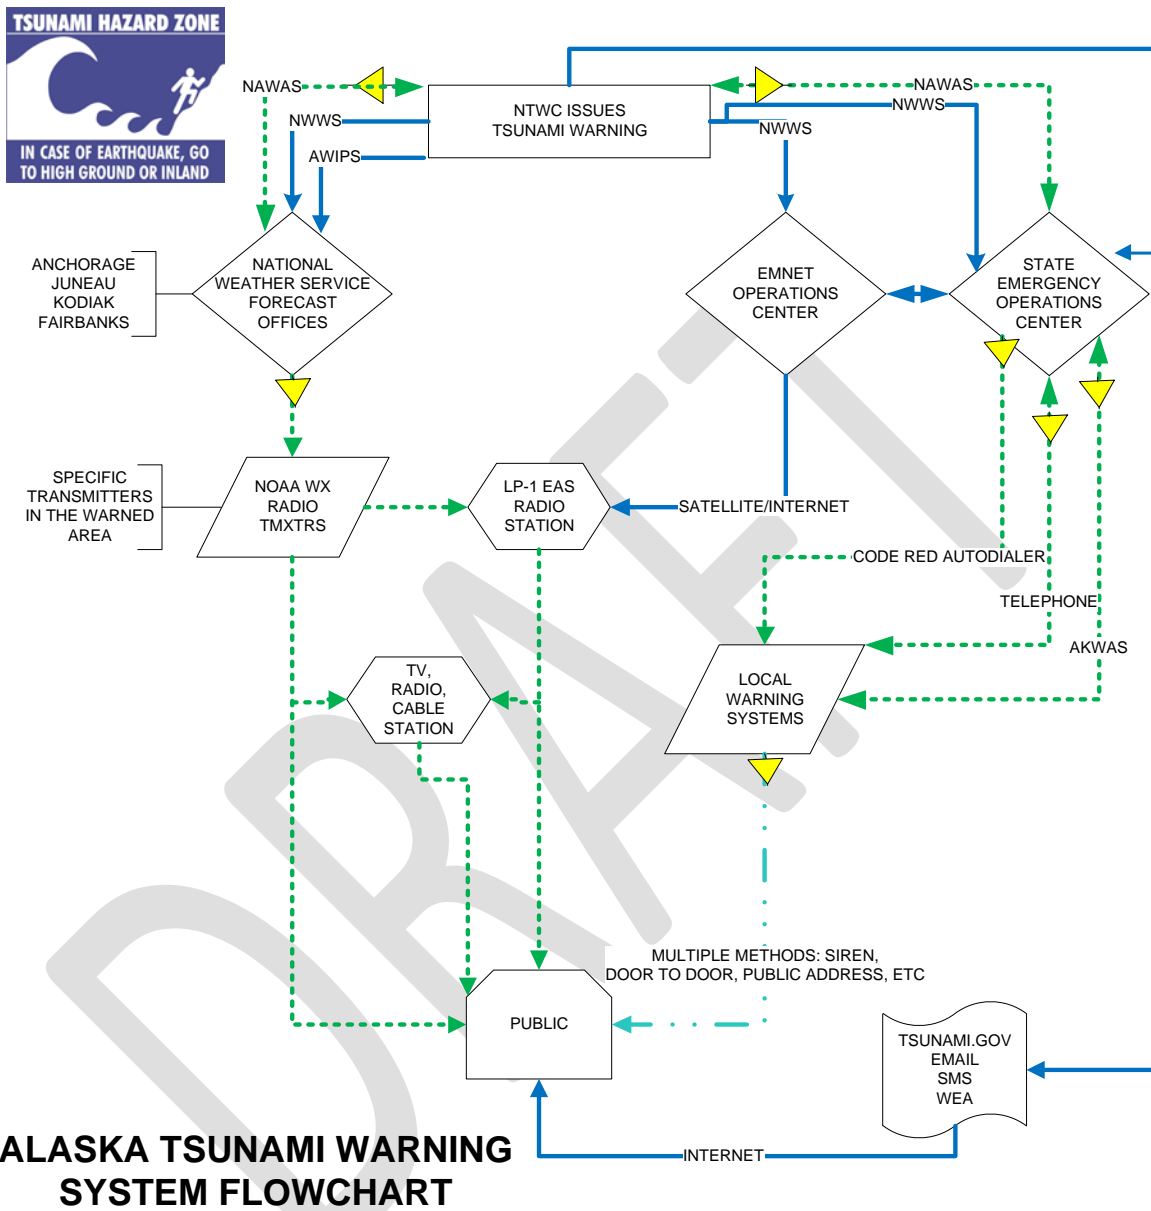 TSUNAMI HAZARD ZONE
IN CASE OF EARTHQUAKE, GO
TO HIGH GROUND OR INLAND
NAWAS
NWWS
AWIPS
NTWC ISSUES
TSUNAMI WARNING
NAWAS
NWWS
NWWS
ANCHORAGE
JUNEAU
KODIAK
FAIRBANKS
NATIONAL
WEATHER SERVICE
FORECAST
OFFICES
EMNET
OPERATIONS
CENTER
STATE
EMERGENCY
OPERATIONS
CENTER
SPECIFIC
TRANSMITTERS
IN THE WARNED
AREA
NOAA WX
RADIO
TMXTRS
LP-1 EAS
RADIO
STATION
SATELLITE/INTERNET
CODE RED AUTODIALER
TELEPHONE
AKWAS
TV,
RADIO,
CABLE
STATION
LOCAL
WARNING
SYSTEMS
MULTIPLE METHODS: SIREN,
DOOR TO DOOR, PUBLIC ADDRESS, ETC
PUBLIC
TSUNAMI.GOV
EMAIL
SMS
WEA
INTERNET
ALASKA TSUNAMI WARNING
SYSTEM FLOWCHART
DRAFT